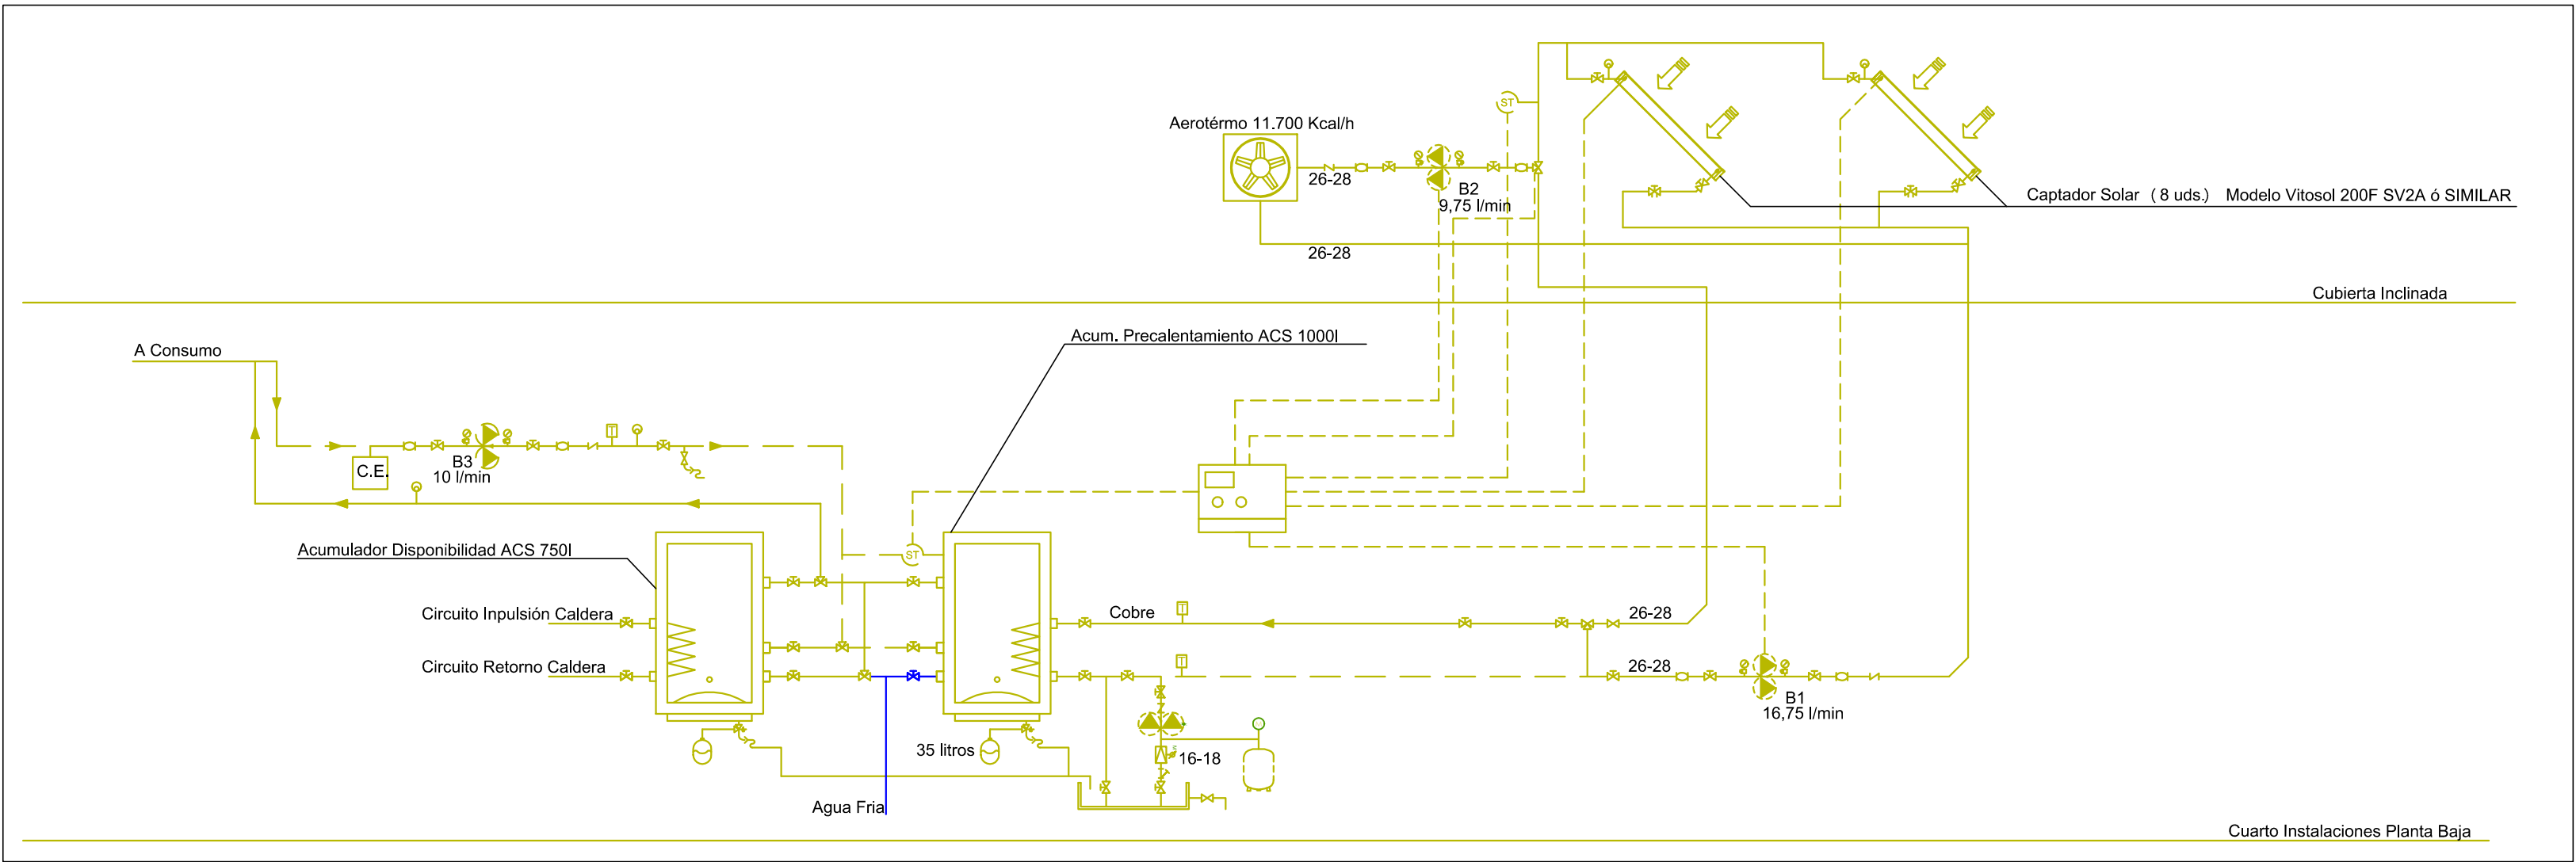 Aerotérmo 11.700 Kcal/h
ST
26-28
B2
9,75 l/min
26-28
Captador Solar ( 8 uds.) Modelo Vitosol 200F SV2A ó SIMILAR
Cubierta Inclinada
A Consumo
Acum. Precalentamiento ACS 1000l
T
B3
10 l/min
C.E.
Acumulador Disponibilidad ACS 750l
ST
Circuito Inpulsión Caldera
Cobre
T
26-28
Circuito Retorno Caldera
T
26-28
B1
16,75 l/min
35 litros
16-18
Agua Fria
Cuarto Instalaciones Planta Baja